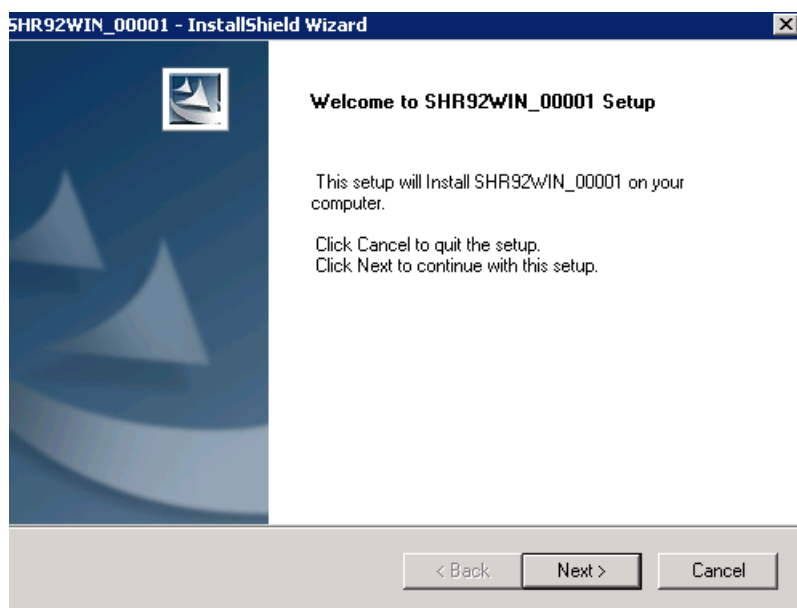 SHR92WIN_00001 - InstallShield Wizard
Welcome to SHR92WIN_00001 Setup
This setup will Install SHR92WIN_00001 on your
computer.
Click Cancel to quit the setup.
Click Next to continue with this setup.
< Back
Next >
Cancel